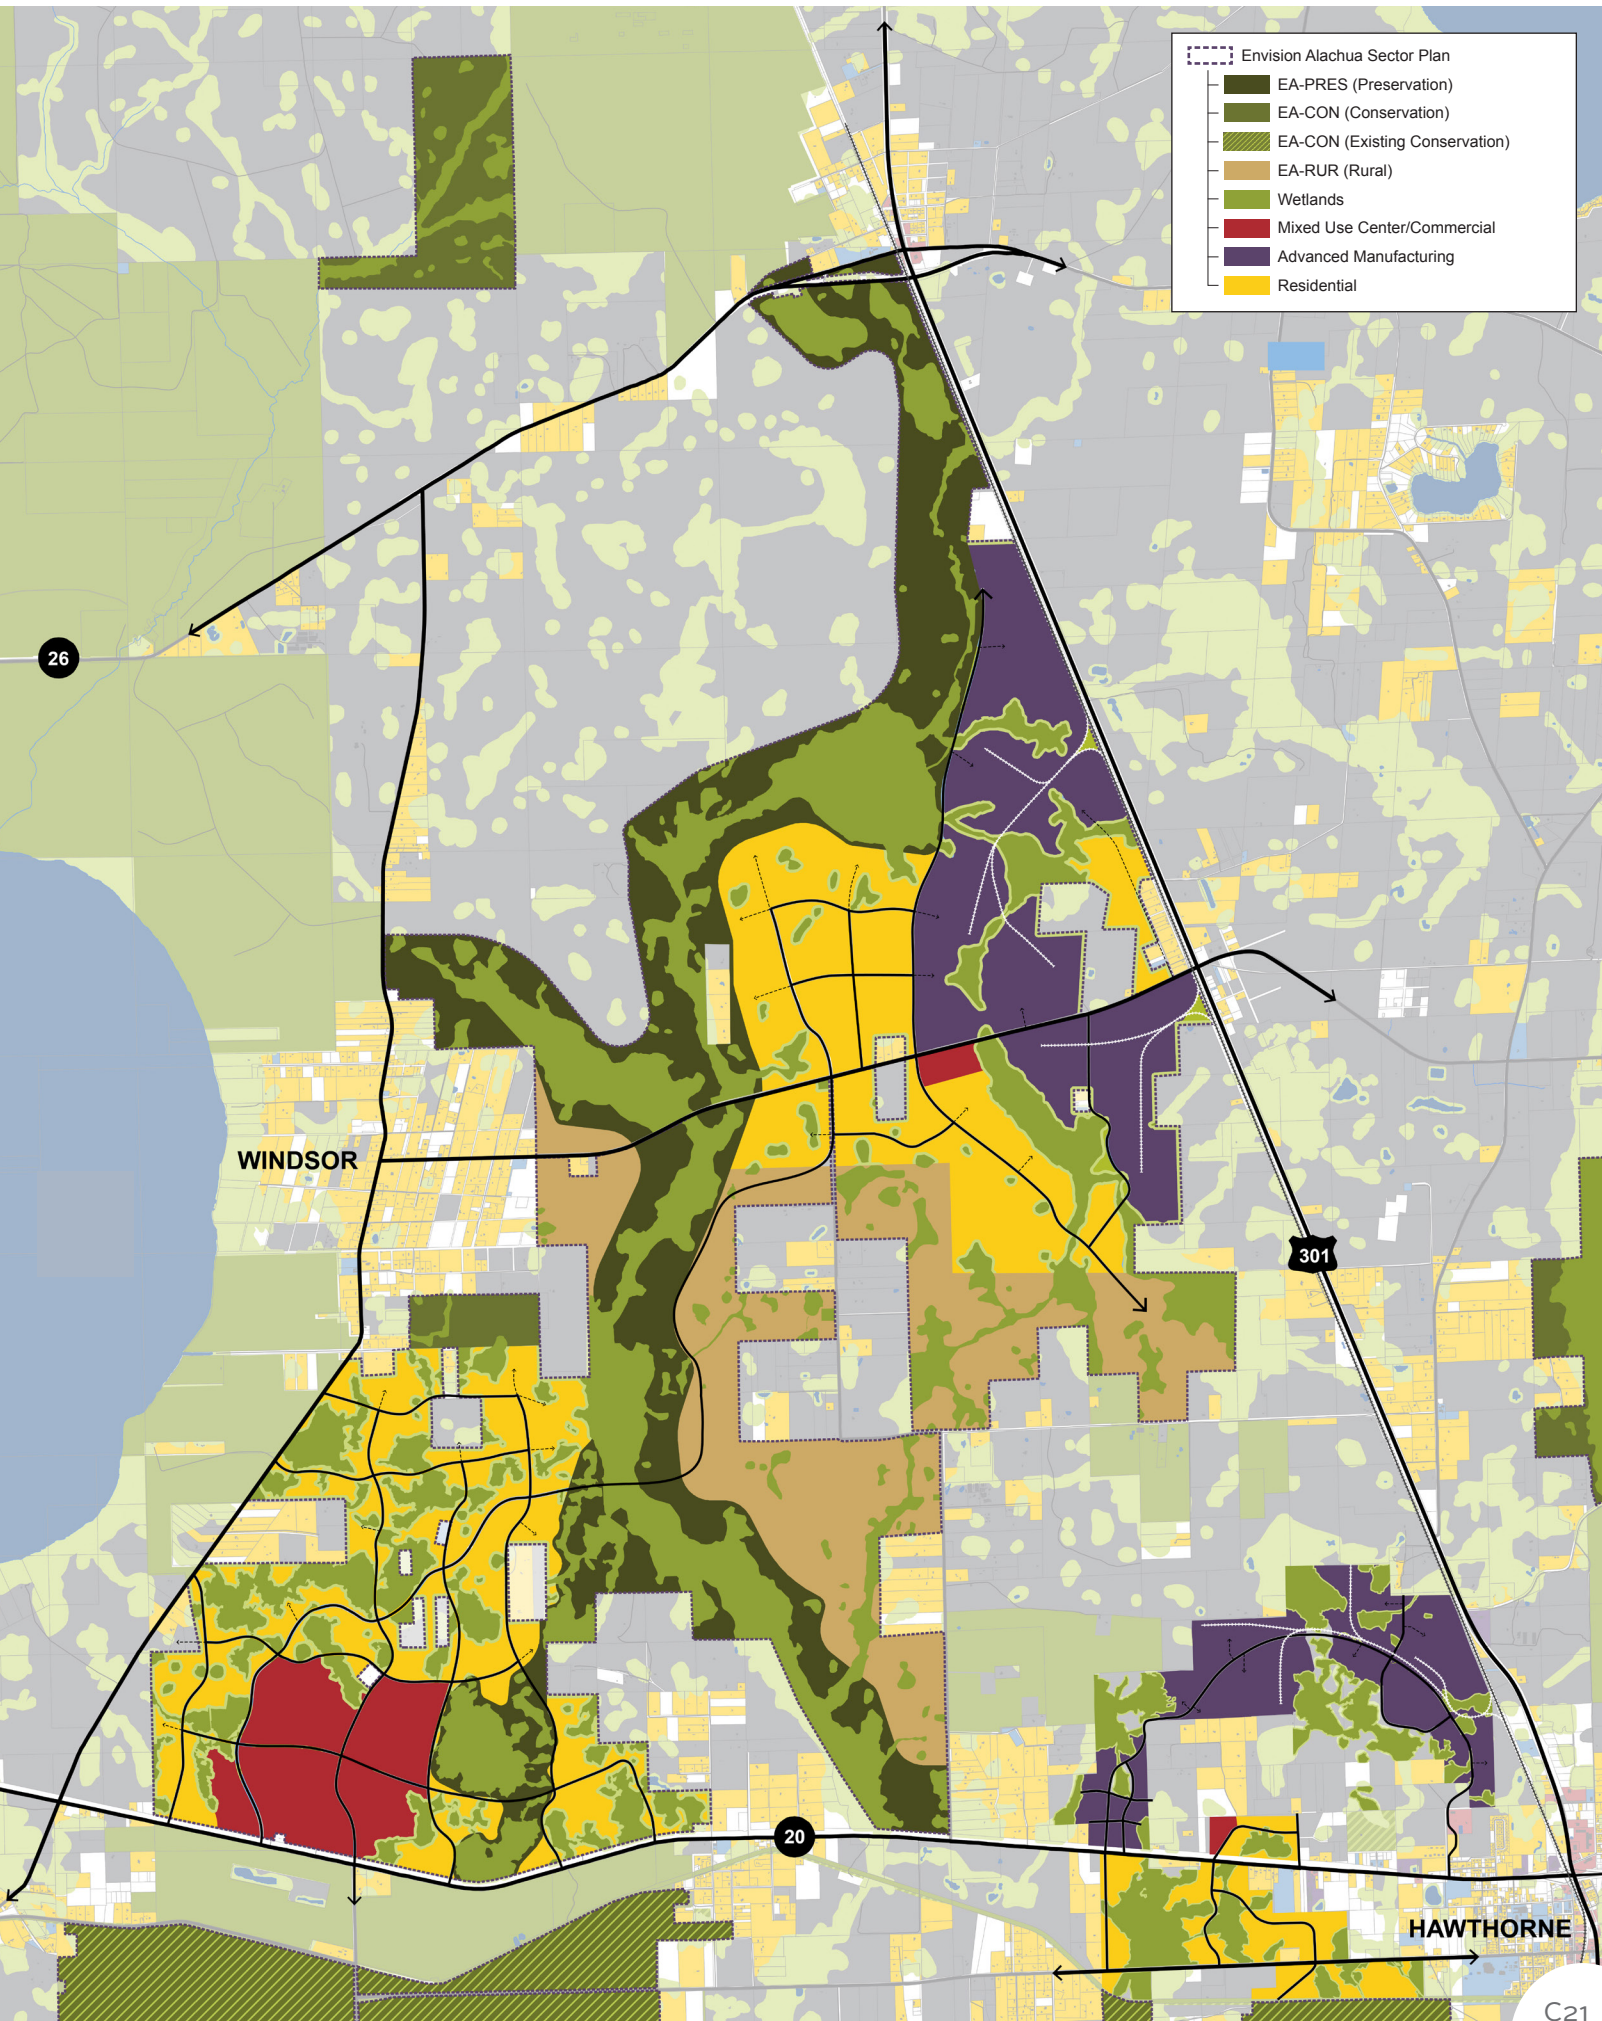 Envision Alachua Sector Plan
EA-PRES (Preservation)
EA-CON (Conservation)
EA-CON (Existing Conservation)
EA-RUR (Rural)
Wetlands
Mixed Use Center/Commercial
Advanced Manufacturing
Residential
26
WINDSOR
301
20
HAWTHORNE
C21